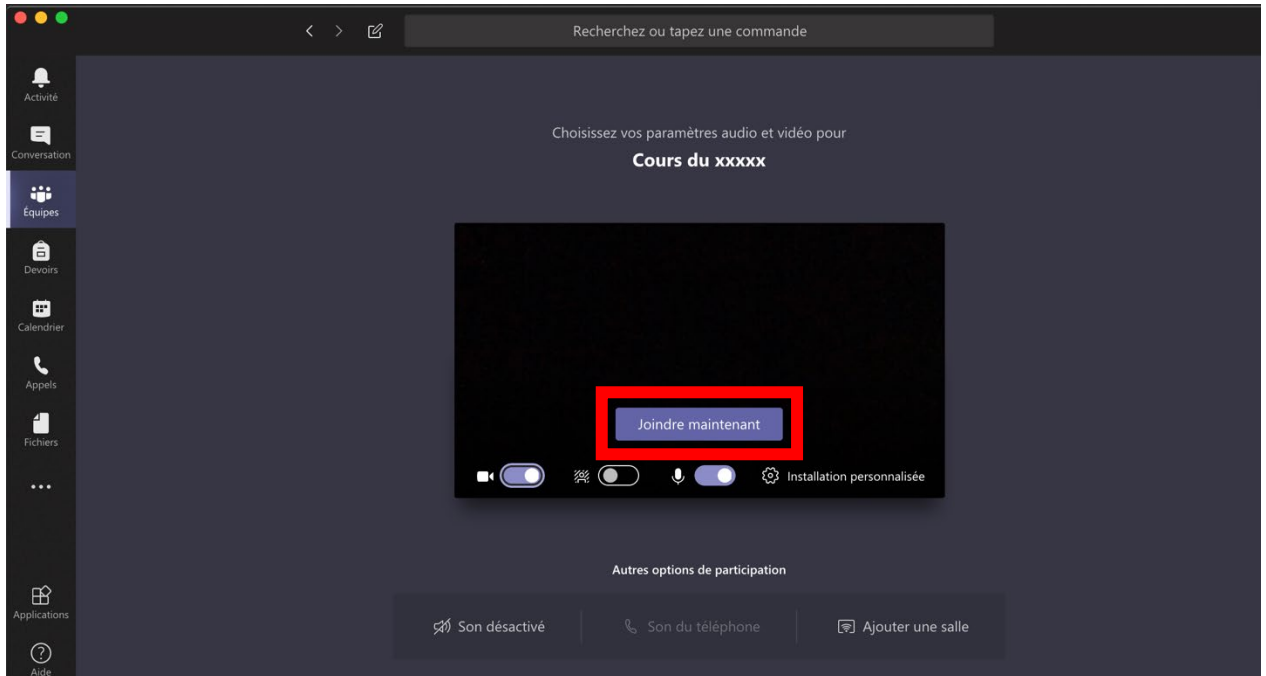 Recherchez ou tapez une commande
Activité
Conversation
Équipes
Devoirs
Calendrier
Appels
Fichiers
Applications
Aide
Choisissez vos paramètres audio et vidéo pour
Cours du xxxxx
Joindre maintenant
Installation personnalisée
Autres options de participation
Son désactivé
Son du téléphone
Ajouter une salle